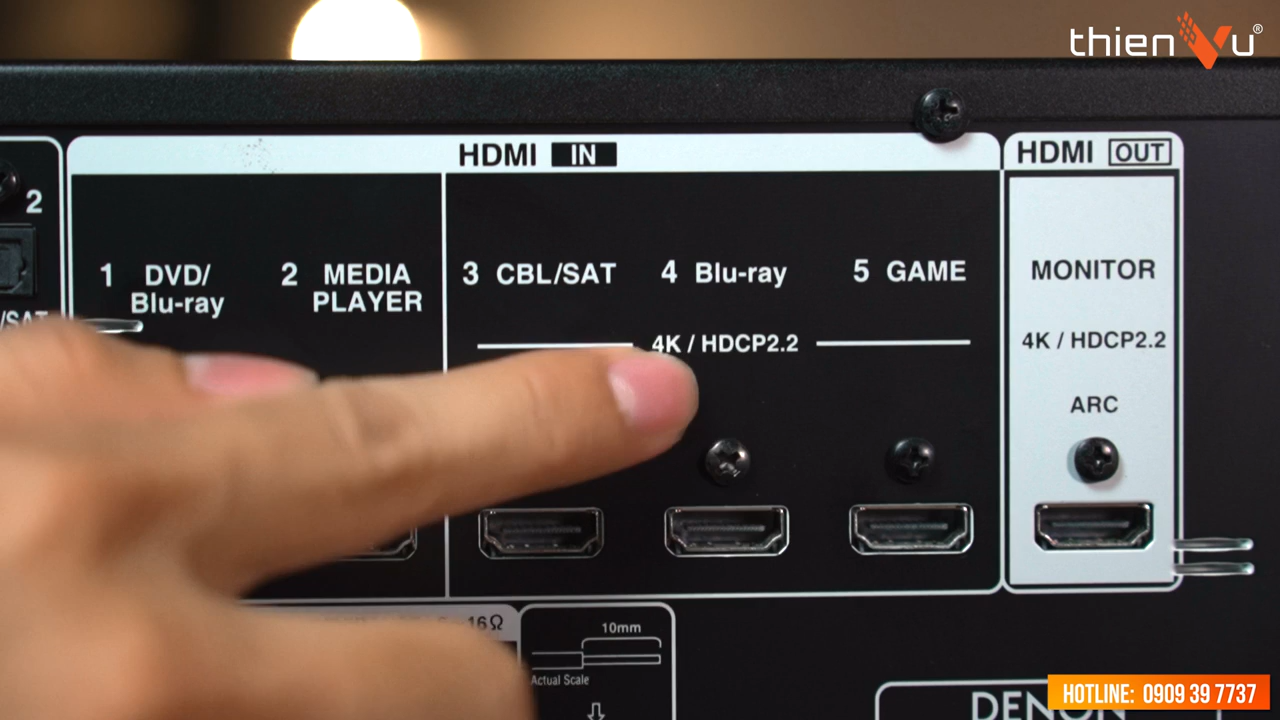 thienVu®
HDMI IN
HDMI OUT
2
1 DVD/
Blu-ray
2 MEDIA
PLAYER
3 CBL/SAT
4 Blu-ray
5 GAME
MONITOR
4K / HDCP2.2
4K / HDCP2.2
/SAT
ARC
16Ω
10mm
Actual Scale
DENON
HOTLINE: 0909 39 7737